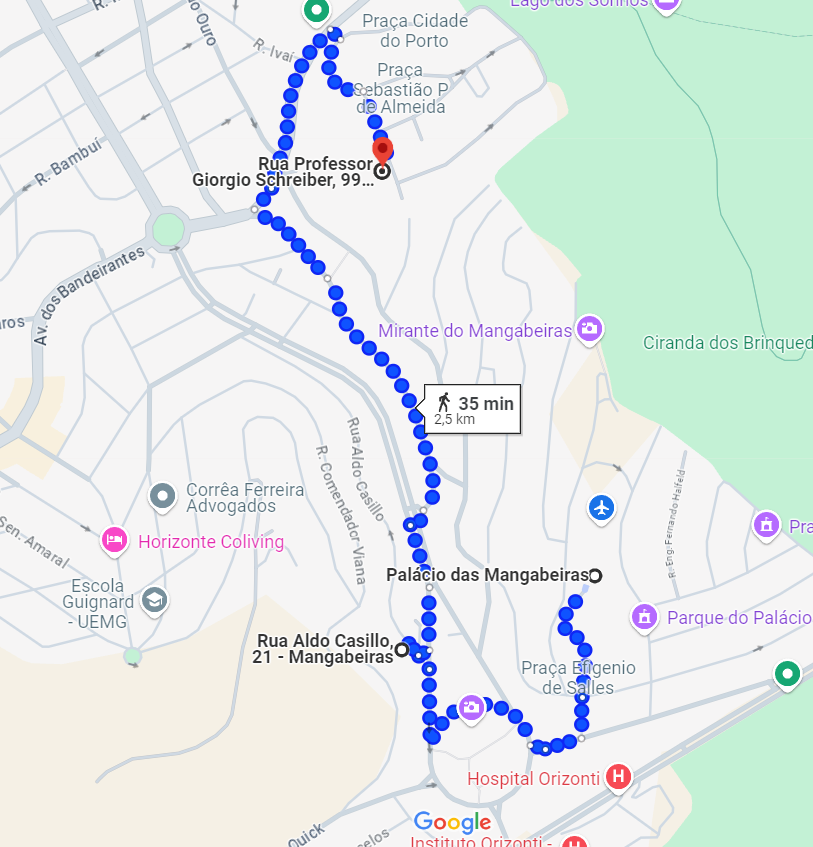 Lago dos Sonhos
Praça Cidade
do Porto
R. Ivaí
Ouro
Praça
Sebastião P
de Almeida
R. Bambuí
Rua Professor
Giorgio Schreiber, 99...
Av. dos Bandeirantes
Mirante do Mangabeiras
Ciranda dos Brinqued
35 min
2,5 km
Rua Aldo Casillo
R. Comendador Viana
R. Eng. Fernando Halfeld
Corrêa Ferreira
Advogados
Sen. Amaral
Horizonte Coliving
Pra
Escola
Guignard
- UEMG
Palácio das Mangabeiras
Parque do Palácio
Rua Aldo Casillo,
21 - Mangabeiras
Praça Efigenio
de Salles
Hospital Orizonti
H
Google
Quick
Instituto Orizonti -